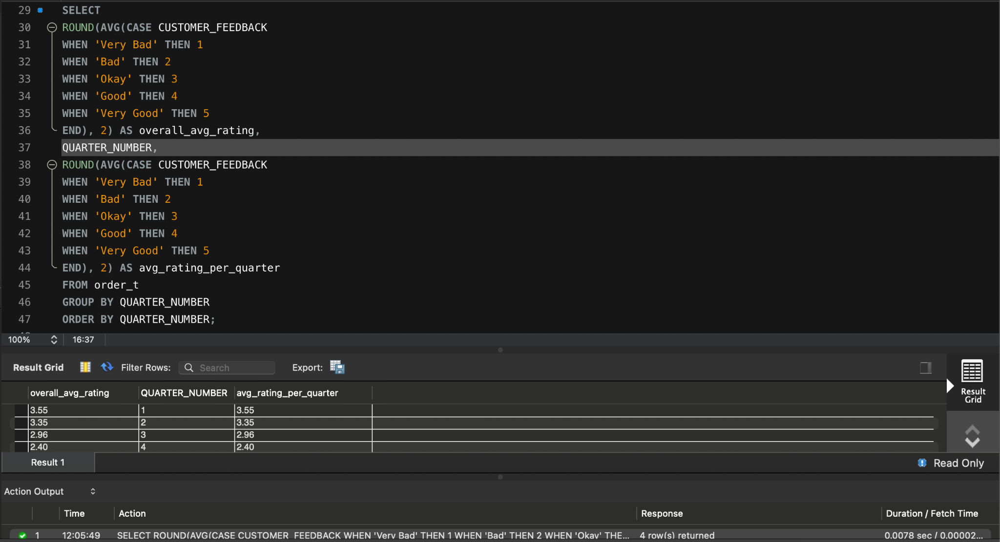 29 SELECT
30 ROUND(AVG(CASE CUSTOMER_FEEDBACK
31 WHEN 'Very Bad' THEN 1
32 WHEN 'Bad' THEN 2
33 WHEN 'Okay' THEN 3
34 WHEN 'Good' THEN 4
35 WHEN 'Very Good' THEN 5
36 END), 2) AS overall_avg_rating,
37 QUARTER_NUMBER,
38 ROUND(AVG(CASE CUSTOMER_FEEDBACK
39 WHEN 'Very Bad' THEN 1
40 WHEN 'Bad' THEN 2
41 WHEN 'Okay' THEN 3
42 WHEN 'Good' THEN 4
43 WHEN 'Very Good' THEN 5
44 END), 2) AS avg_rating_per_quarter
45 FROM order_t
46 GROUP BY QUARTER_NUMBER
47 ORDER BY QUARTER_NUMBER;
100% 16:37
Result Grid Filter Rows: Search Export:
Result
Grid
overall_avg_rating QUARTER_NUMBER avg_rating_per_quarter
3.55 1 3.55
3.35 2 3.35
2.96 3 2.96
2.40 4 2.40
Result 1 Read Only
Action Output
Time Action Response Duration / Fetch Time
1 12:05:49 SELECT ROUND(AVG(CASE CUSTOMER_FEEDBACK WHEN 'Very Bad' THEN 1 WHEN 'Bad' THEN 2 WHEN 'Okay' THE... 4 row(s) returned 0.0078 sec / 0.00002...